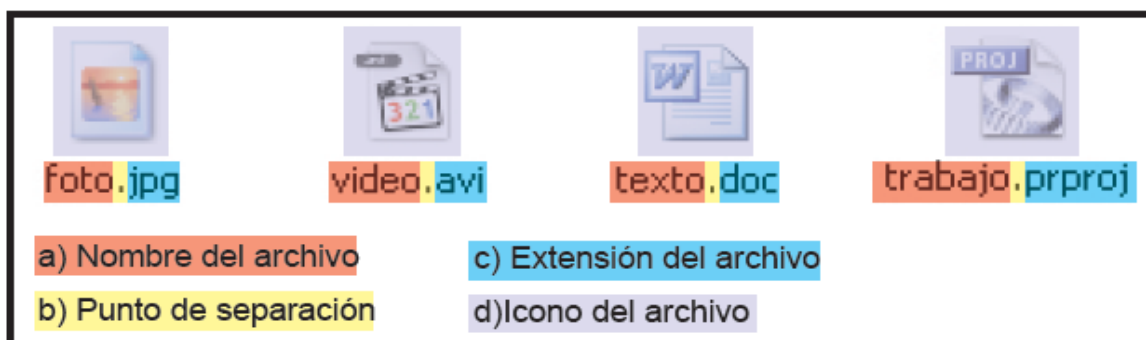 PROJ
321
W
foto.jpg video.avi texto.doc trabajo.prproj
a) Nombre del archivo c) Extensión del archivo
b) Punto de separación d)Icono del archivo